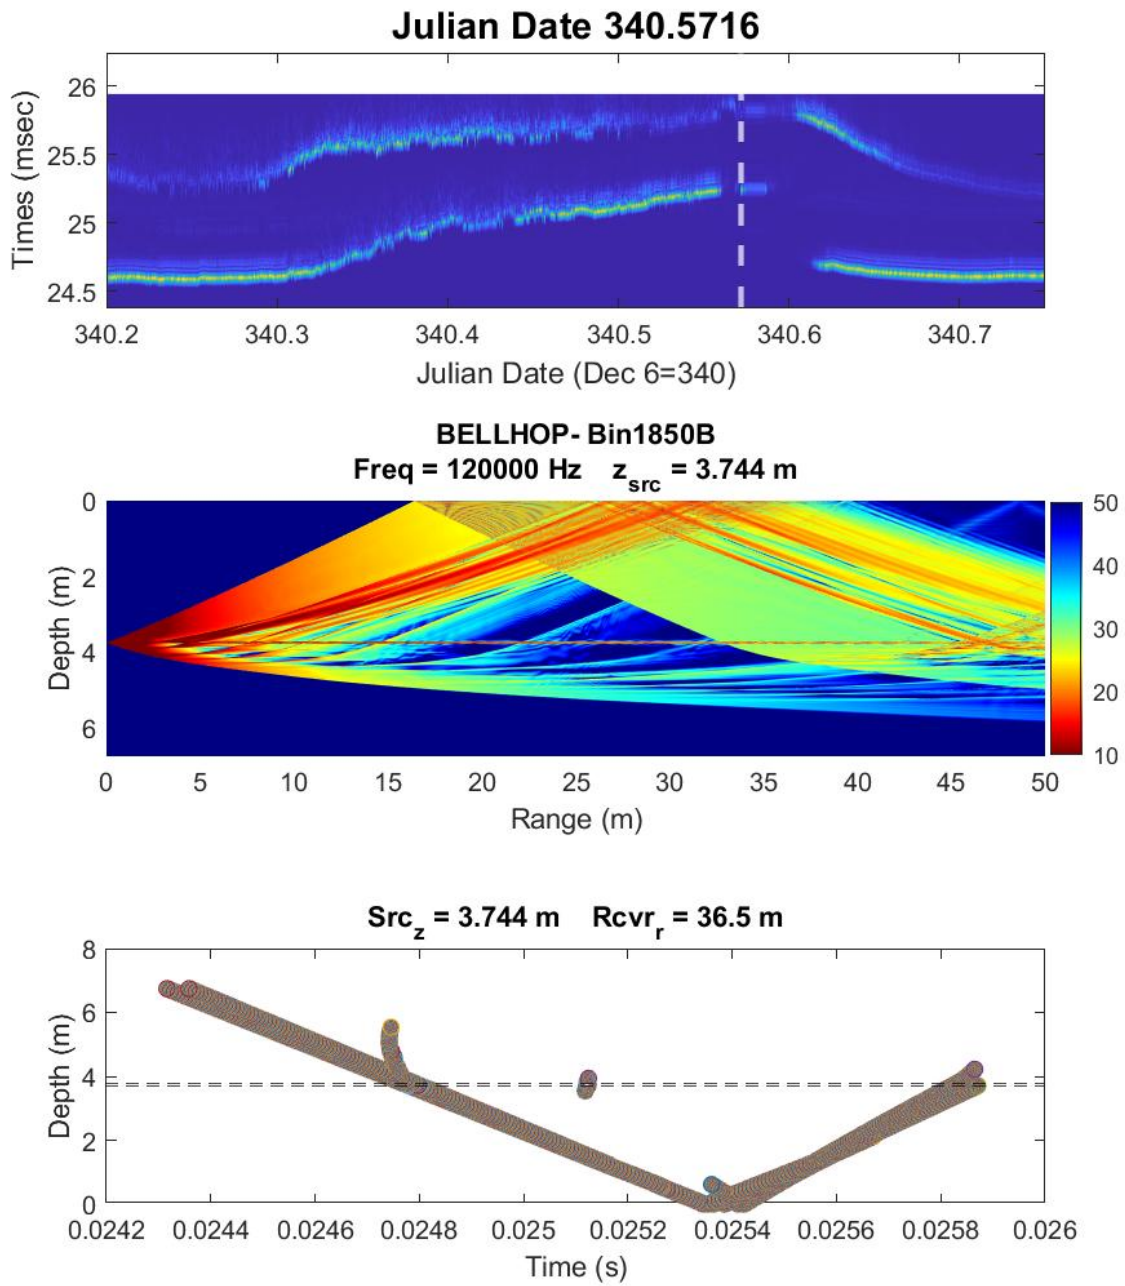 Julian Date 340.5716
Times (msec)
26
25.5
25
24.5
340.2 340.3 340.4 340.5 340.6 340.7
Julian Date (Dec 6=340)
BELLHOP- Bin1850B
Freq = 120000 Hz z_src = 3.744 m
Depth (m)
0
2
4
6
50
40
30
20
10
0 5 10 15 20 25 30 35 40 45 50
Range (m)
Src_z = 3.744 m Rcvr_r = 36.5 m
Depth (m)
8
6
4
2
0
0.0242 0.0244 0.0246 0.0248 0.025 0.0252 0.0254 0.0256 0.0258 0.026
Time (s)